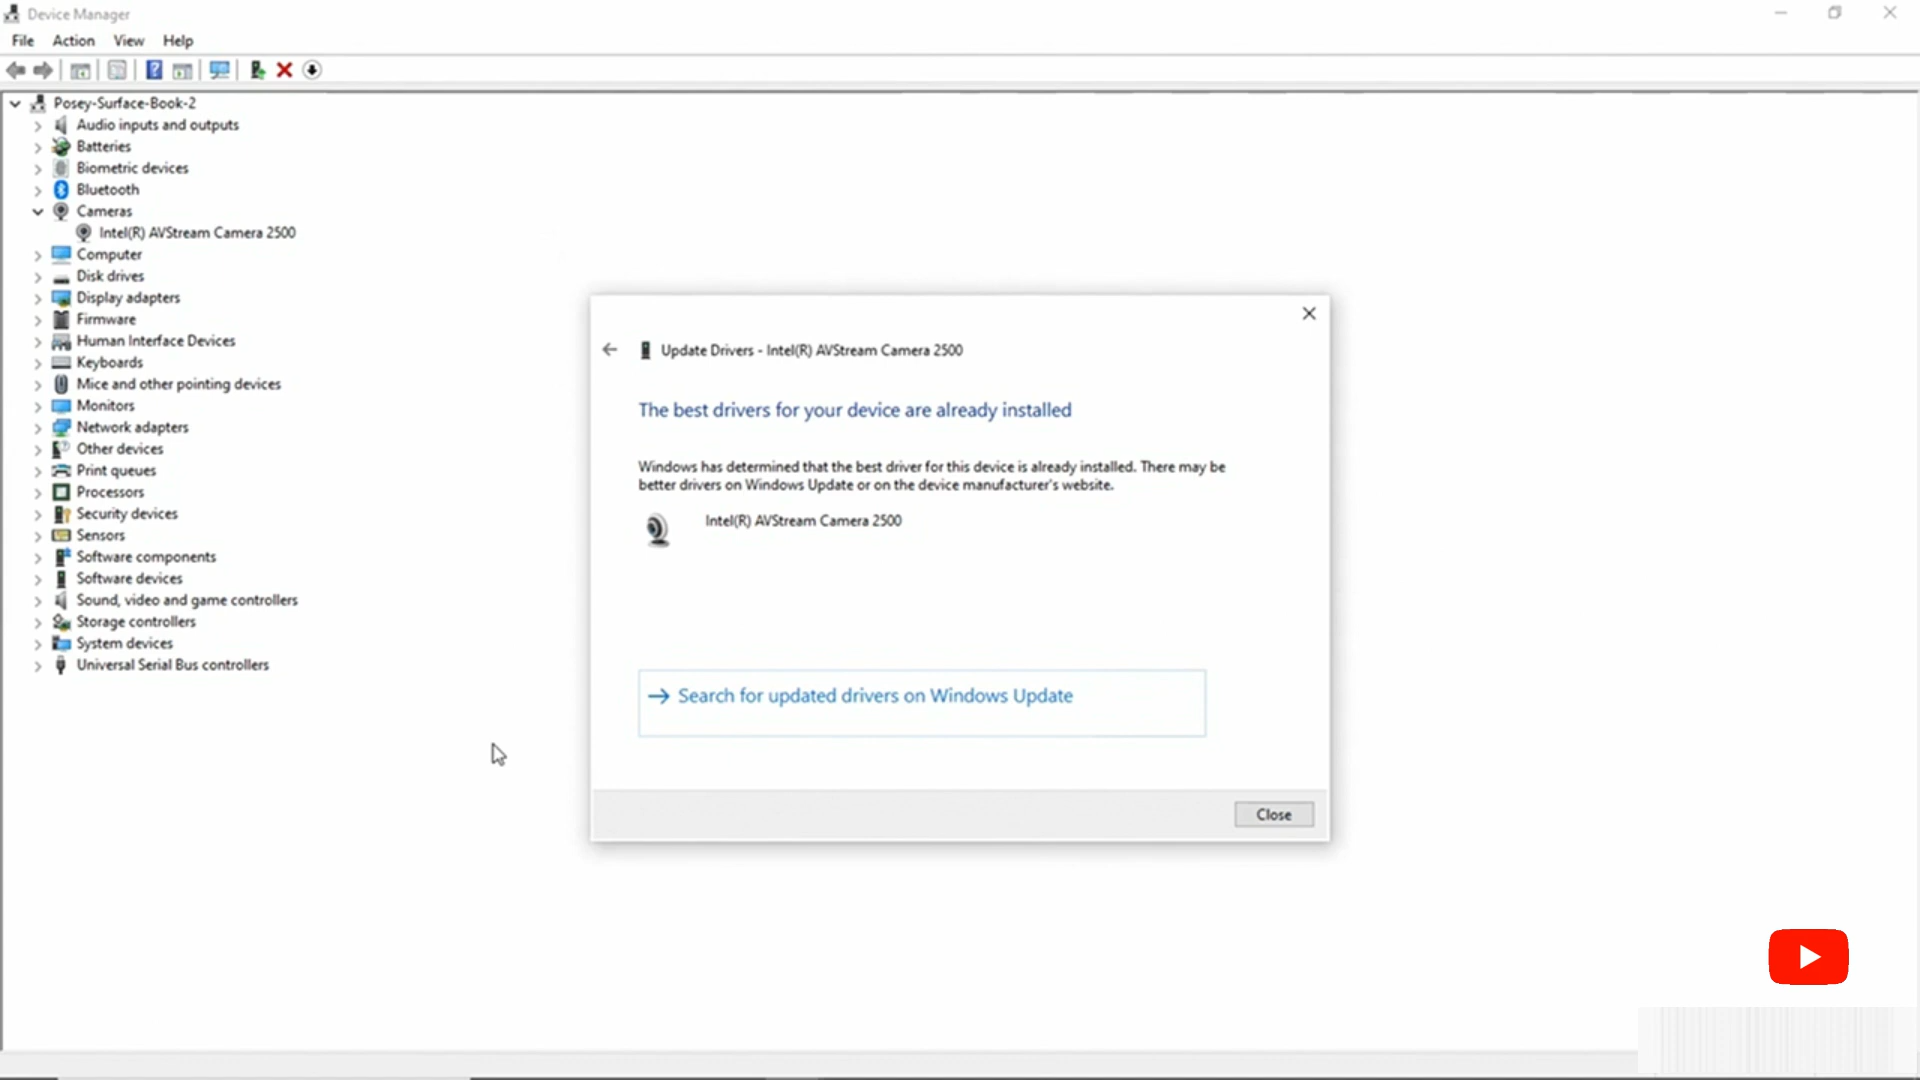 Device Manager
File Action View Help
Posey-Surface-Book-2
Audio inputs and outputs
Batteries
Biometric devices
Bluetooth
Cameras
Intel(R) AVStream Camera 2500
Computer
Disk drives
Display adapters
Firmware
Human Interface Devices
Keyboards
Mice and other pointing devices
Monitors
Network adapters
Other devices
Print queues
Processors
Security devices
Sensors
Software components
Software devices
Sound, video and game controllers
Storage controllers
System devices
Universal Serial Bus controllers
Update Drivers - Intel(R) AVStream Camera 2500
The best drivers for your device are already installed
Windows has determined that the best driver for this device is already installed. There may be
better drivers on Windows Update or on the device manufacturer's website.
Intel(R) AVStream Camera 2500
Search for updated drivers on Windows Update
Close